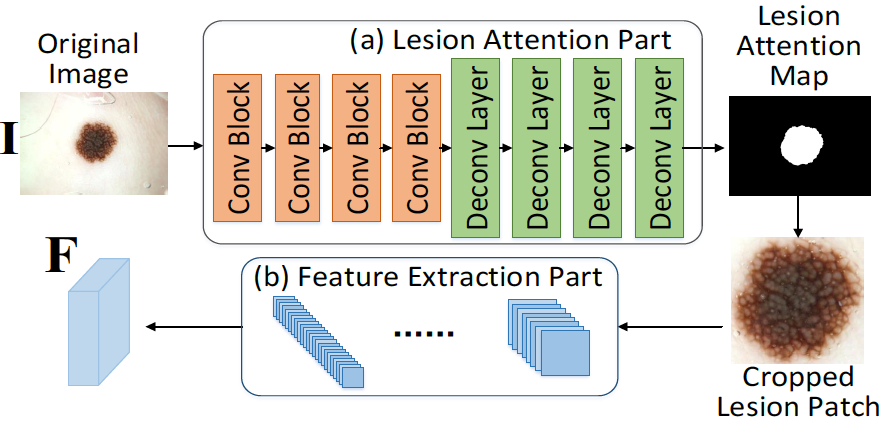 Original
Image
I
(a) Lesion Attention Part
Conv Block
Conv Block
Conv Block
Conv Block
Deconv Layer
Deconv Layer
Deconv Layer
Deconv Layer
Lesion
Attention
Map
F
(b) Feature Extraction Part
......
Cropped
Lesion Patch